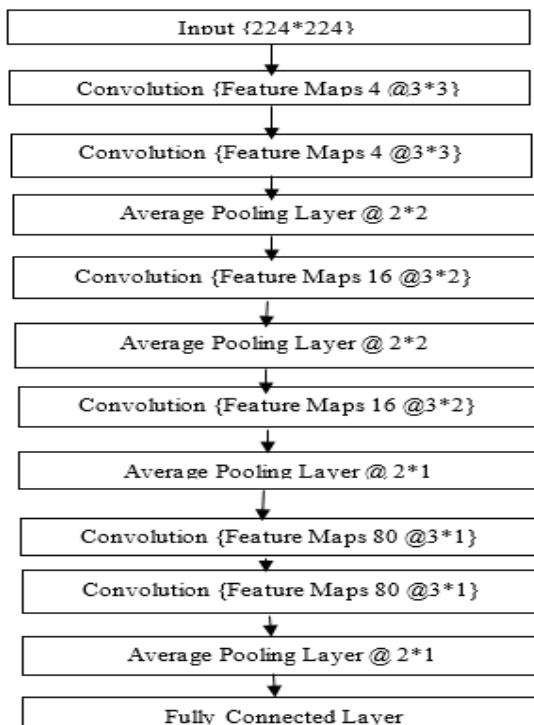 Input {224*224}
Convolution {Feature Maps 4 @3*3}
Convolution {Feature Maps 4 @3*3}
Average Pooling Layer @ 2*2
Convolution {Feature Maps 16 @3*2}
Average Pooling Layer @ 2*2
Convolution {Feature Maps 16 @3*2}
Average Pooling Layer @ 2*1
Convolution {Feature Maps 80 @3*1}
Convolution {Feature Maps 80 @3*1}
Average Pooling Layer @ 2*1
Fully Connected Layer